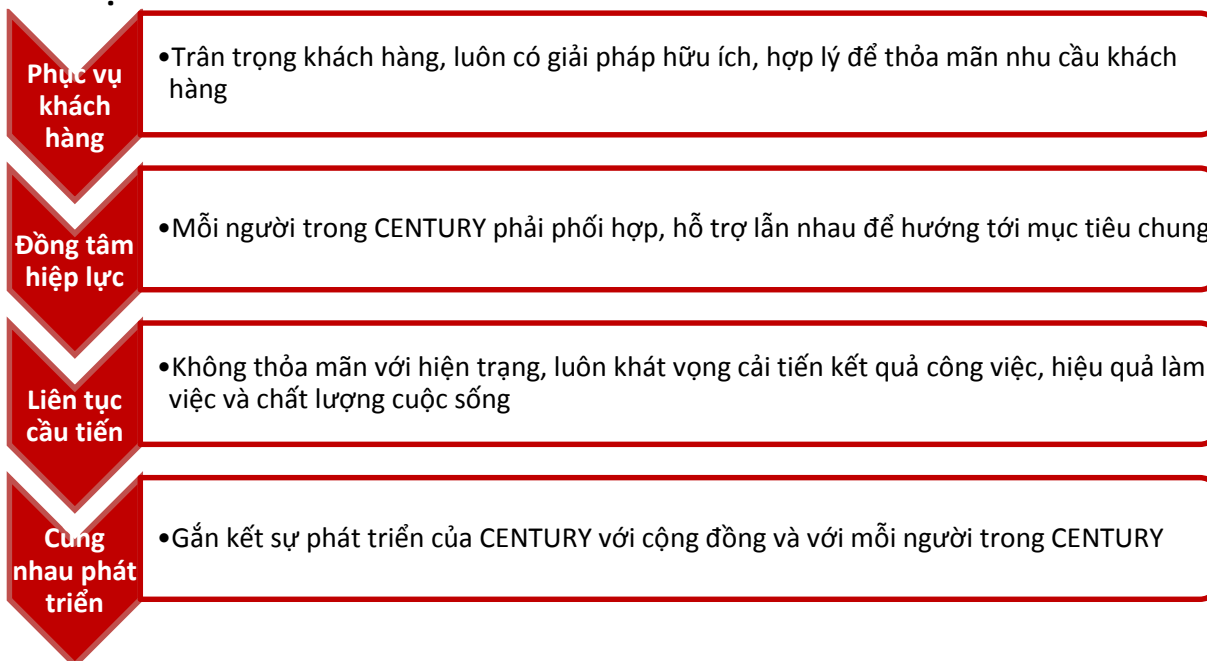 Phục vụ
khách
hàng
•Trân trọng khách hàng, luôn có giải pháp hữu ích, hợp lý để thỏa mãn nhu cầu khách
hàng
Đồng tâm
hiệp lực
•Mỗi người trong CENTURY phải phối hợp, hỗ trợ lẫn nhau để hướng tới mục tiêu chung
Liên tục
cầu tiến
•Không thỏa mãn với hiện trạng, luôn khát vọng cải tiến kết quả công việc, hiệu quả làm
việc và chất lượng cuộc sống
Cùng
nhau phát
triển
•Gắn kết sự phát triển của CENTURY với cộng đồng và với mỗi người trong CENTURY